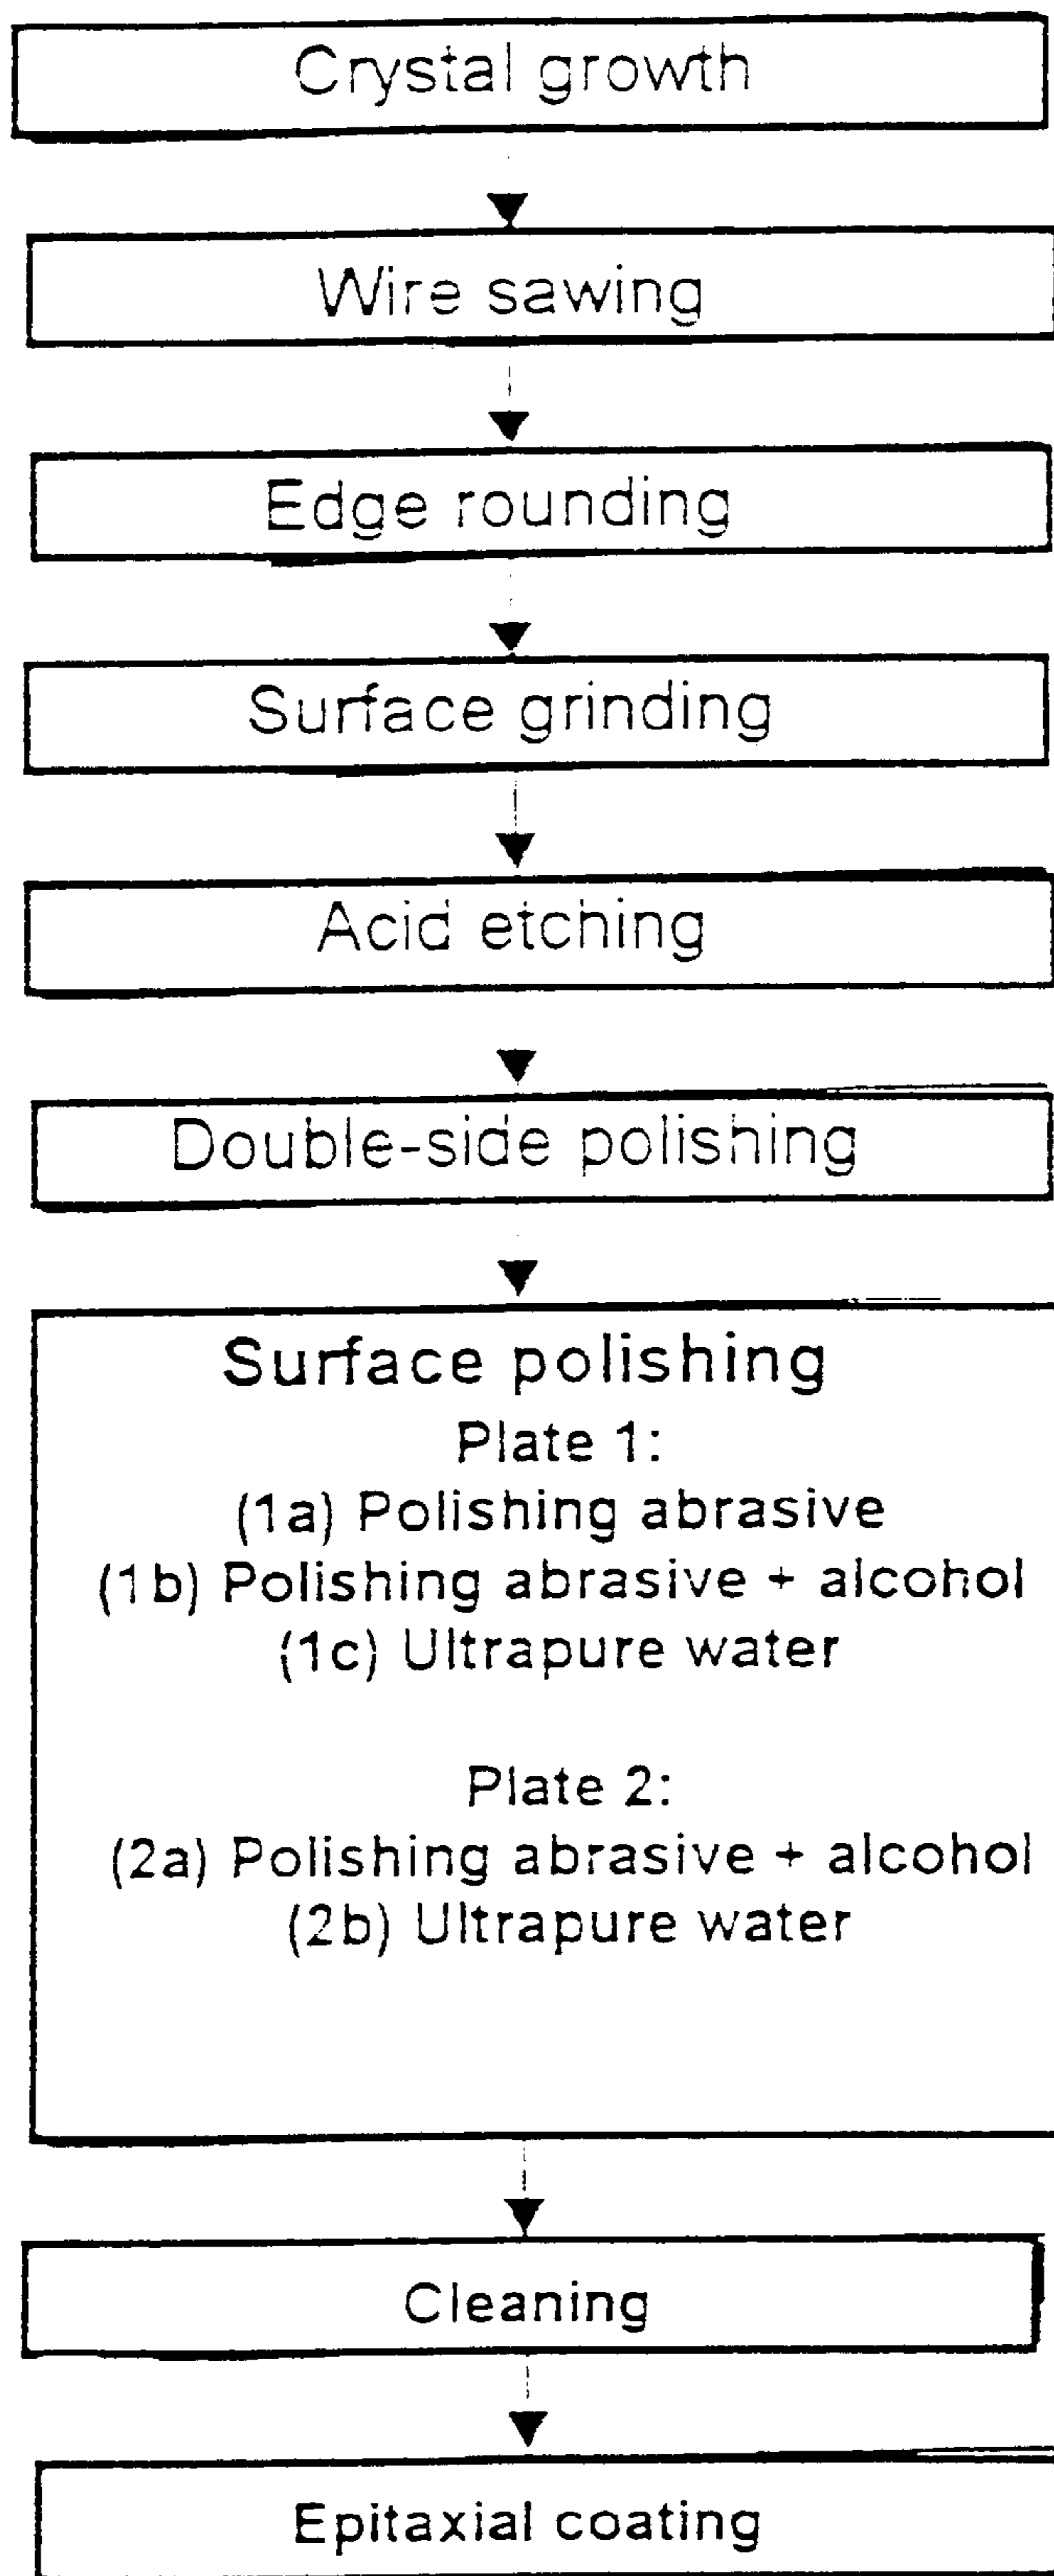 Crystal growth
Wire sawing
Edge rounding
Surface grinding
Acid etching
Double-side polishing
Surface polishing
Plate 1:
(1a) Polishing abrasive
(1b) Polishing abrasive + alcohol
(1c) Ultrapure water
Plate 2:
(2a) Polishing abrasive + alcohol
(2b) Ultrapure water
Cleaning
Epitaxial coating